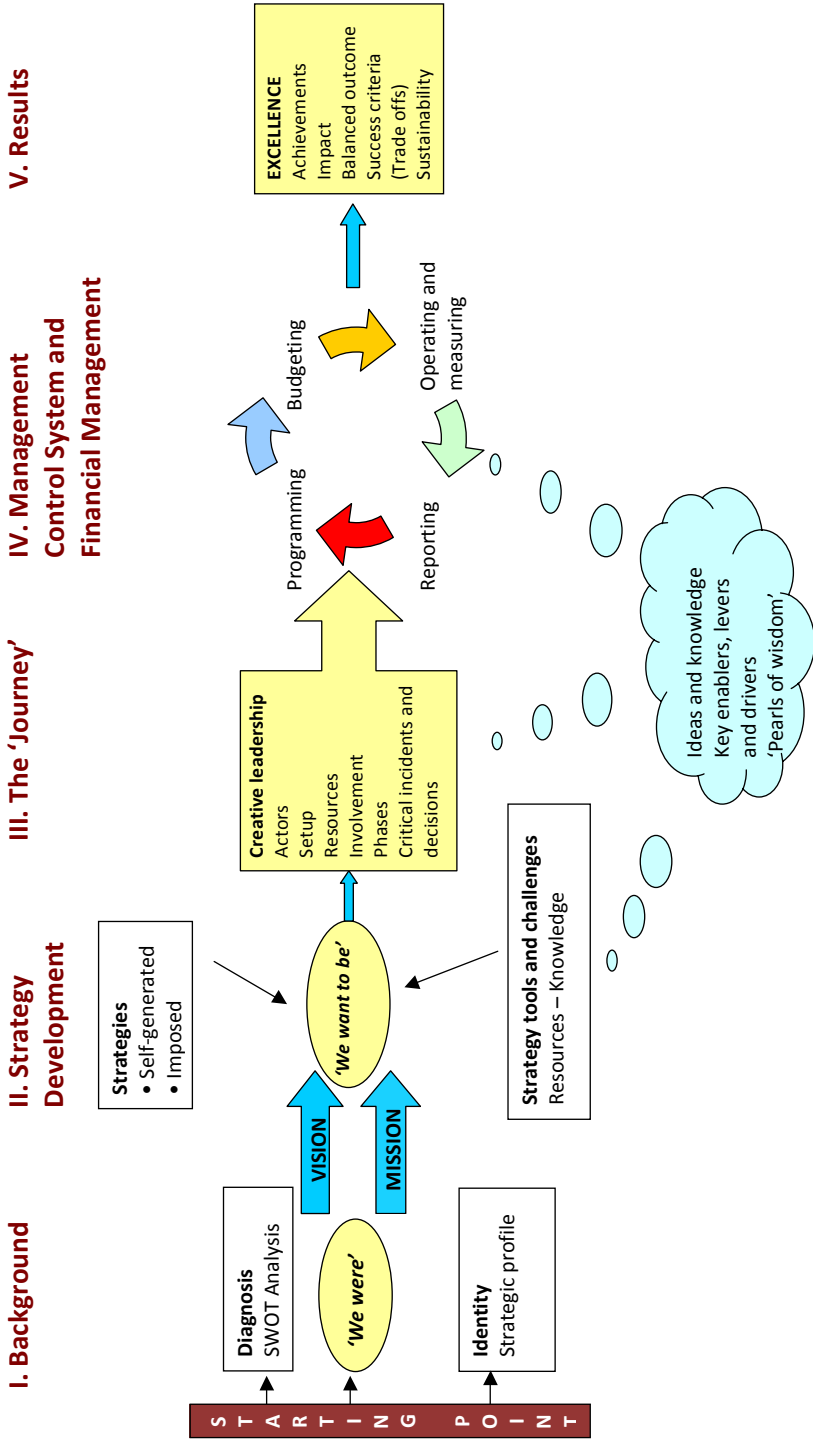 I. Background
II. Strategy
Development
III. The ‘Journey’
IV. Management
Control System and
Financial Management
V. Results
STARTING POINT
Diagnosis
SWOT Analysis
‘We were’
Identity
Strategic profile
VISION
MISSION
Strategies
• Self-generated
• Imposed
‘We want to be’
Strategy tools and challenges
Resources – Knowledge
Creative leadership
Actors
Setup
Resources
Involvement
Phases
Critical incidents and
decisions
Programming
Budgeting
Operating and
measuring
Reporting
EXCELLENCE
Achievements
Impact
Balanced outcome
Success criteria
(Trade offs)
Sustainability
Ideas and knowledge
Key enablers, levers
and drivers
‘Pearls of wisdom’